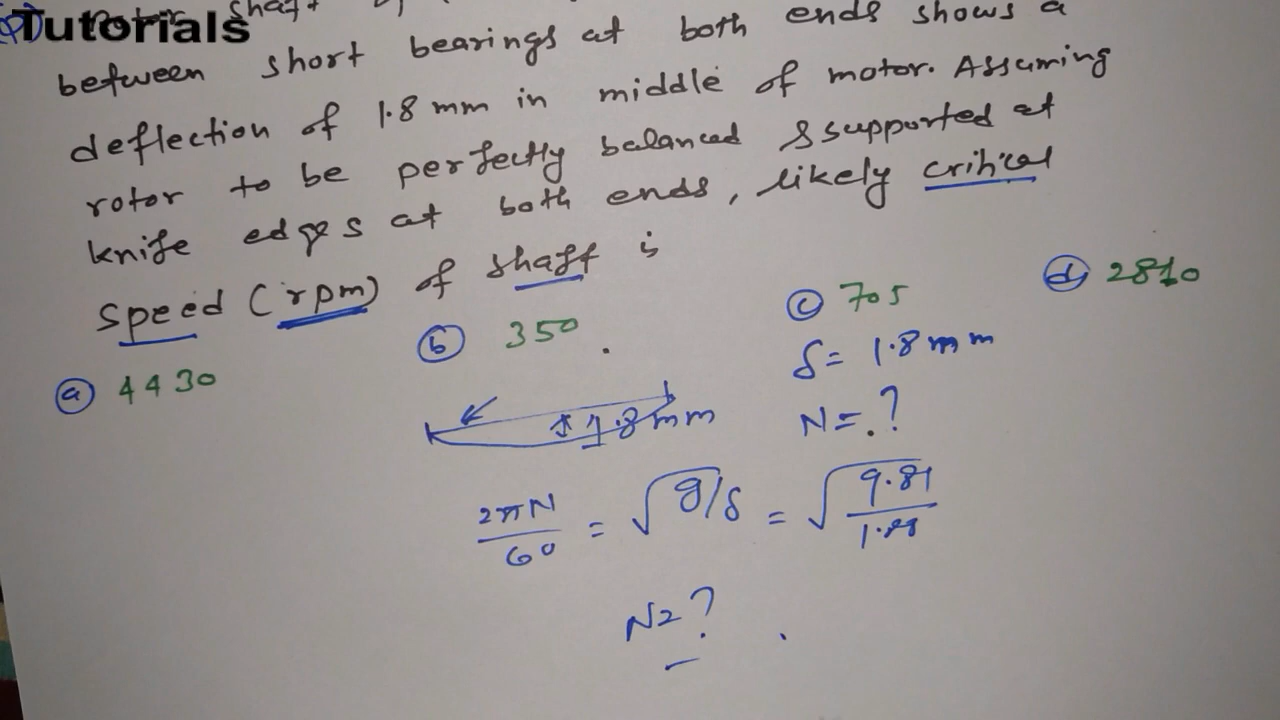 Tutorials
shaft
between short bearings at both ends shows a
deflection of 1.8 mm in middle of motor. Assuming
rotor to be perfectly balanced & supported at
knife edges at both ends, likely critical
speed (rpm) of shaft is
(a) 4430 (b) 350 (c) 705 (d) 2810
δ = 1.8 mm
1.8 mm
N = ?
2πN/60 = √g/δ = √9.81/
N = ?